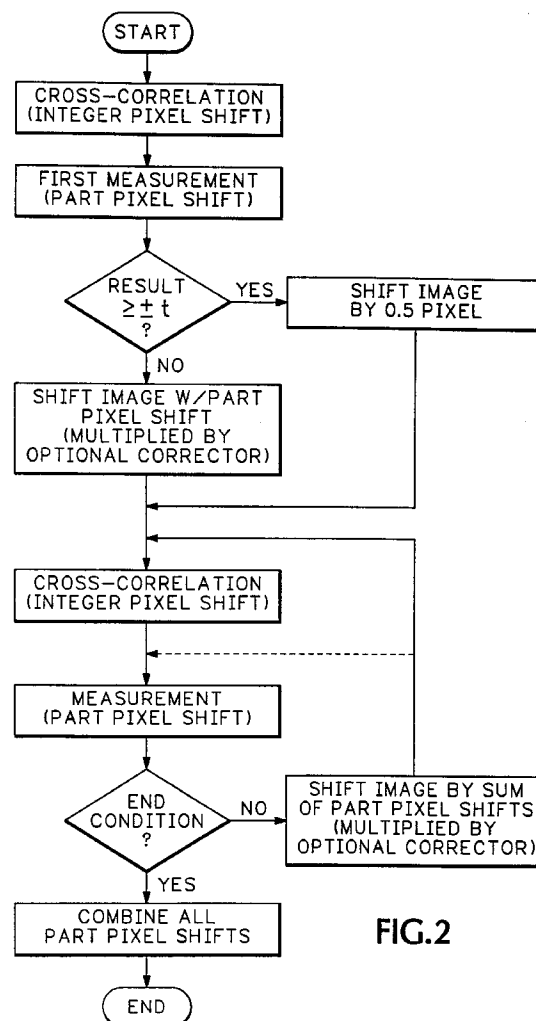 START
CROSS-CORRELATION
(INTEGER PIXEL SHIFT)
FIRST MEASUREMENT
(PART PIXEL SHIFT)
RESULT
≥ ± t
?
YES
SHIFT IMAGE
BY 0.5 PIXEL
NO
SHIFT IMAGE W/PART
PIXEL SHIFT
(MULTIPLIED BY
OPTIONAL CORRECTOR)
CROSS-CORRELATION
(INTEGER PIXEL SHIFT)
MEASUREMENT
(PART PIXEL SHIFT)
END
CONDITION
?
NO
SHIFT IMAGE BY SUM
OF PART PIXEL SHIFTS
(MULTIPLIED BY
OPTIONAL CORRECTOR)
YES
COMBINE ALL
PART PIXEL SHIFTS
END
FIG.2